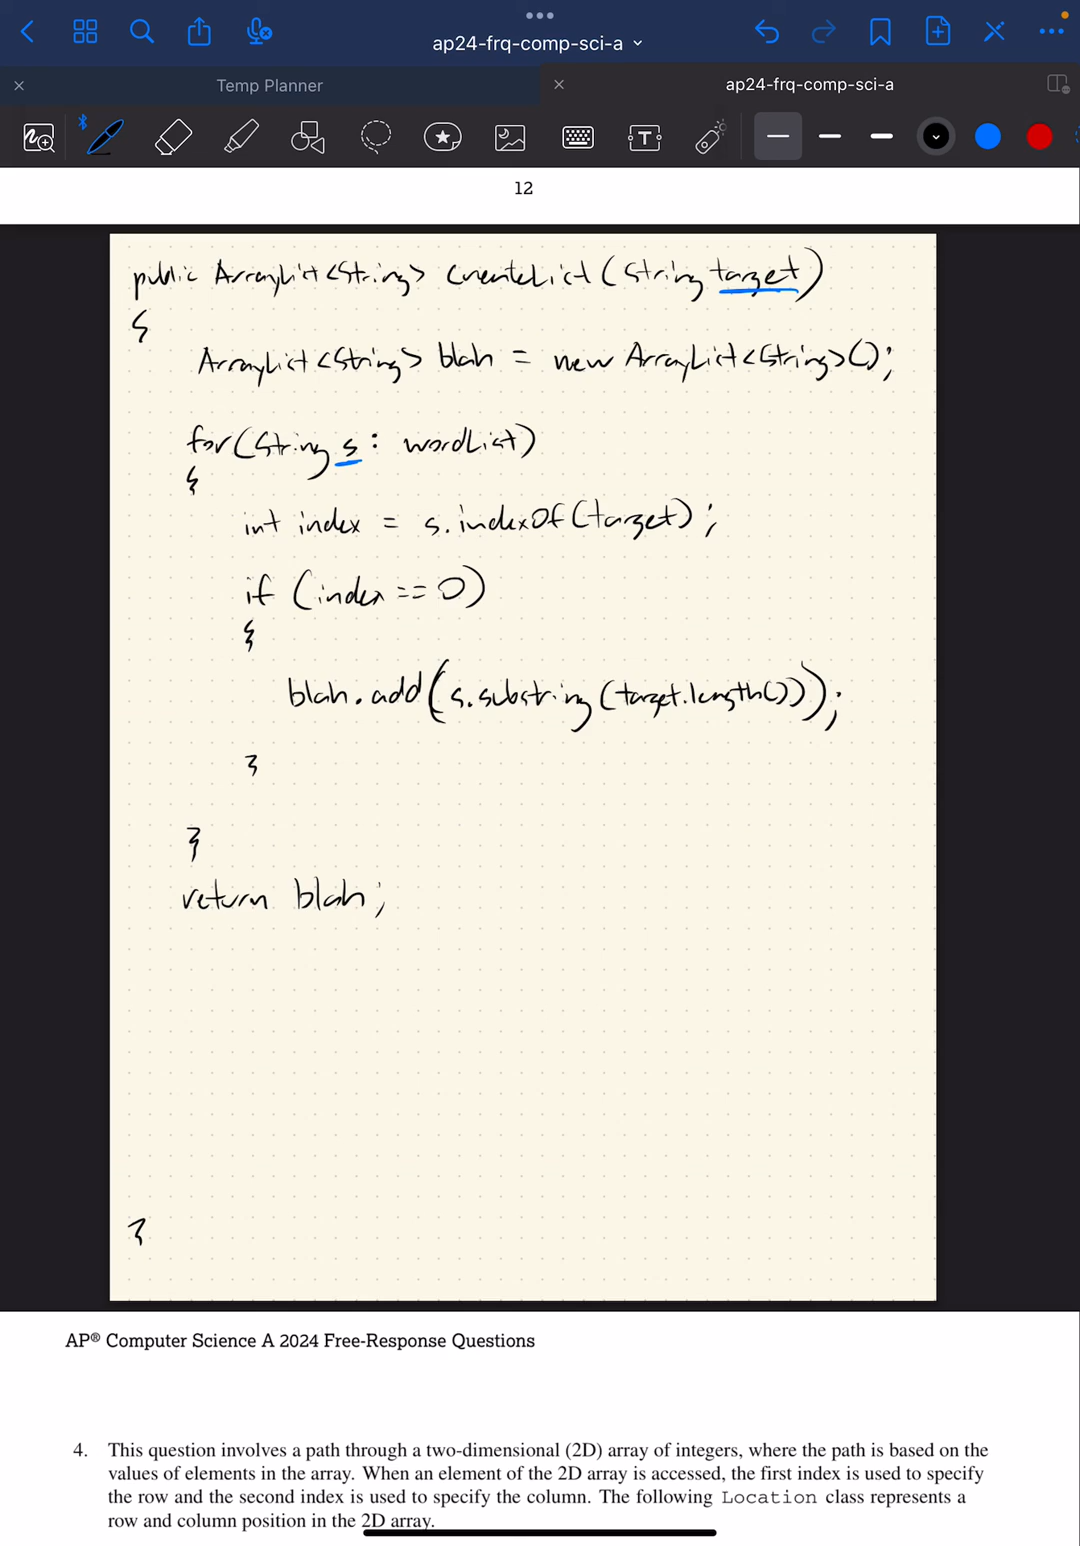 ap24-frq-comp-sci-a
Temp Planner
ap24-frq-comp-sci-a
T
12
public ArrayList<String> createList(String target)
{
ArrayList<String> blah = new ArrayList<String>();
for(String s: wordList)
{
int index = s.indexOf(target);
if (index == 0)
{
blah.add(s.substring(target.length()));
}
}
return blah;
}
AP® Computer Science A 2024 Free-Response Questions
4. This question involves a path through a two-dimensional (2D) array of integers, where the path is based on the
values of elements in the array. When an element of the 2D array is accessed, the first index is used to specify
the row and the second index is used to specify the column. The following Location class represents a
row and column position in the 2D array.